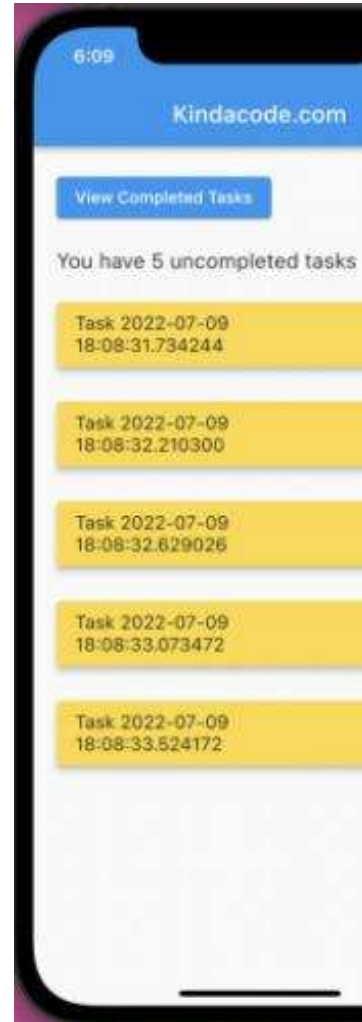 6:09
Kindacode.com
View Completed Tasks
You have 5 uncompleted tasks
Task 2022-07-09
18:08:31.734244
Task 2022-07-09
18:08:32.210300
Task 2022-07-09
18:08:32.629026
Task 2022-07-09
18:08:33.073472
Task 2022-07-09
18:08:33.524172